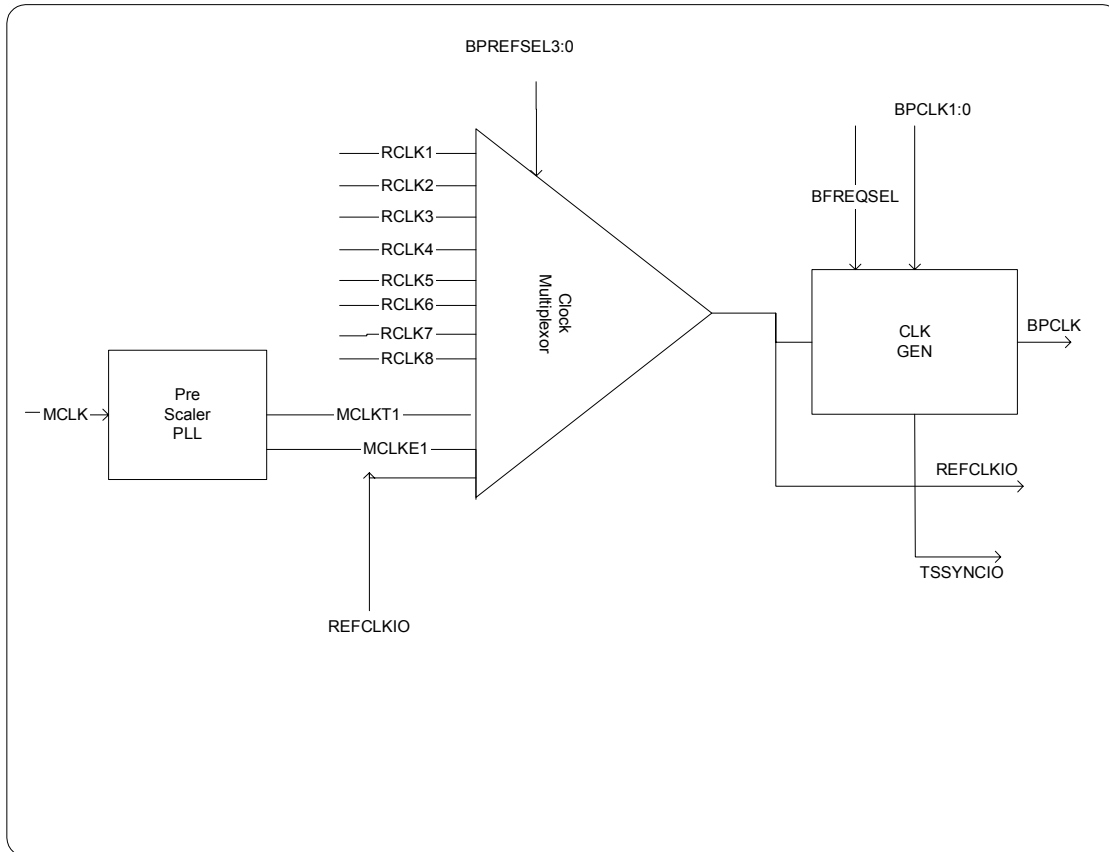 BPREFSEL3:0
BPCLK1:0
RCLK1
RCLK2
BFREQSEL
RCLK3
RCLK4
RCLK5
RCLK6
RCLK7
RCLK8
Clock
Multiplexor
CLK
GEN
BPCLK
Pre
Scaler
PLL
MCLK
MCLKT1
MCLKE1
REFCLKIO
TSSYNCIO
REFCLKIO